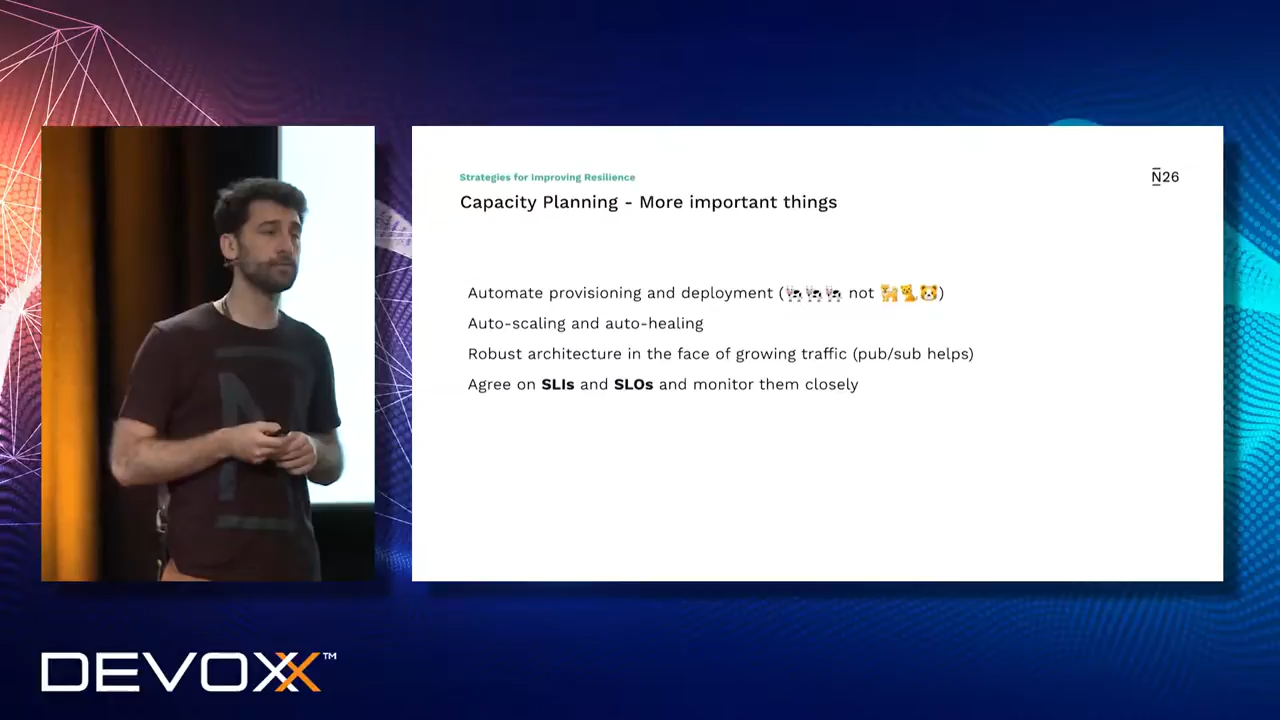 Strategies for Improving Resilience
N26
Capacity Planning - More important things
Automate provisioning and deployment (🐄🐄🐄 not 🐈🐆🐶)
Auto-scaling and auto-healing
Robust architecture in the face of growing traffic (pub/sub helps)
Agree on SLIs and SLOs and monitor them closely
DEVOXX™